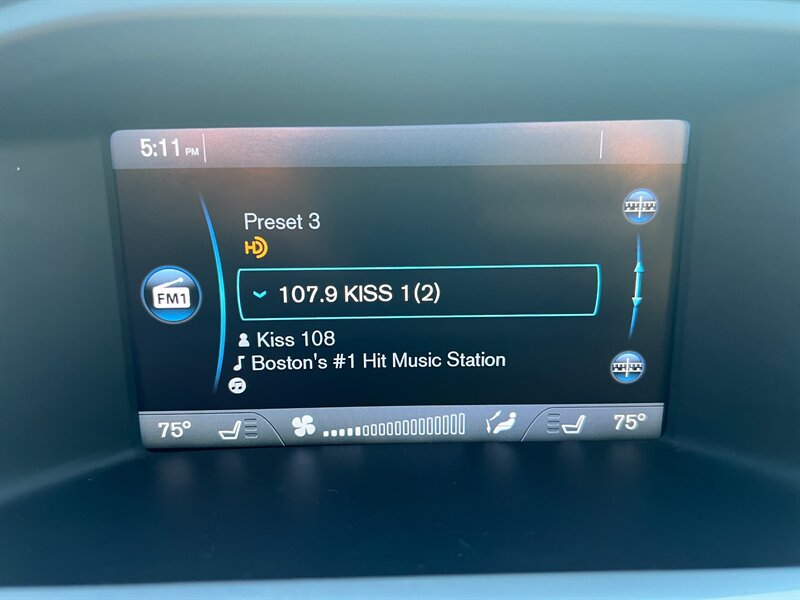 5:11 PM
Preset 3
HD
FM1
107.9 KISS 1(2)
Kiss 108
Boston's #1 Hit Music Station
75° 75°